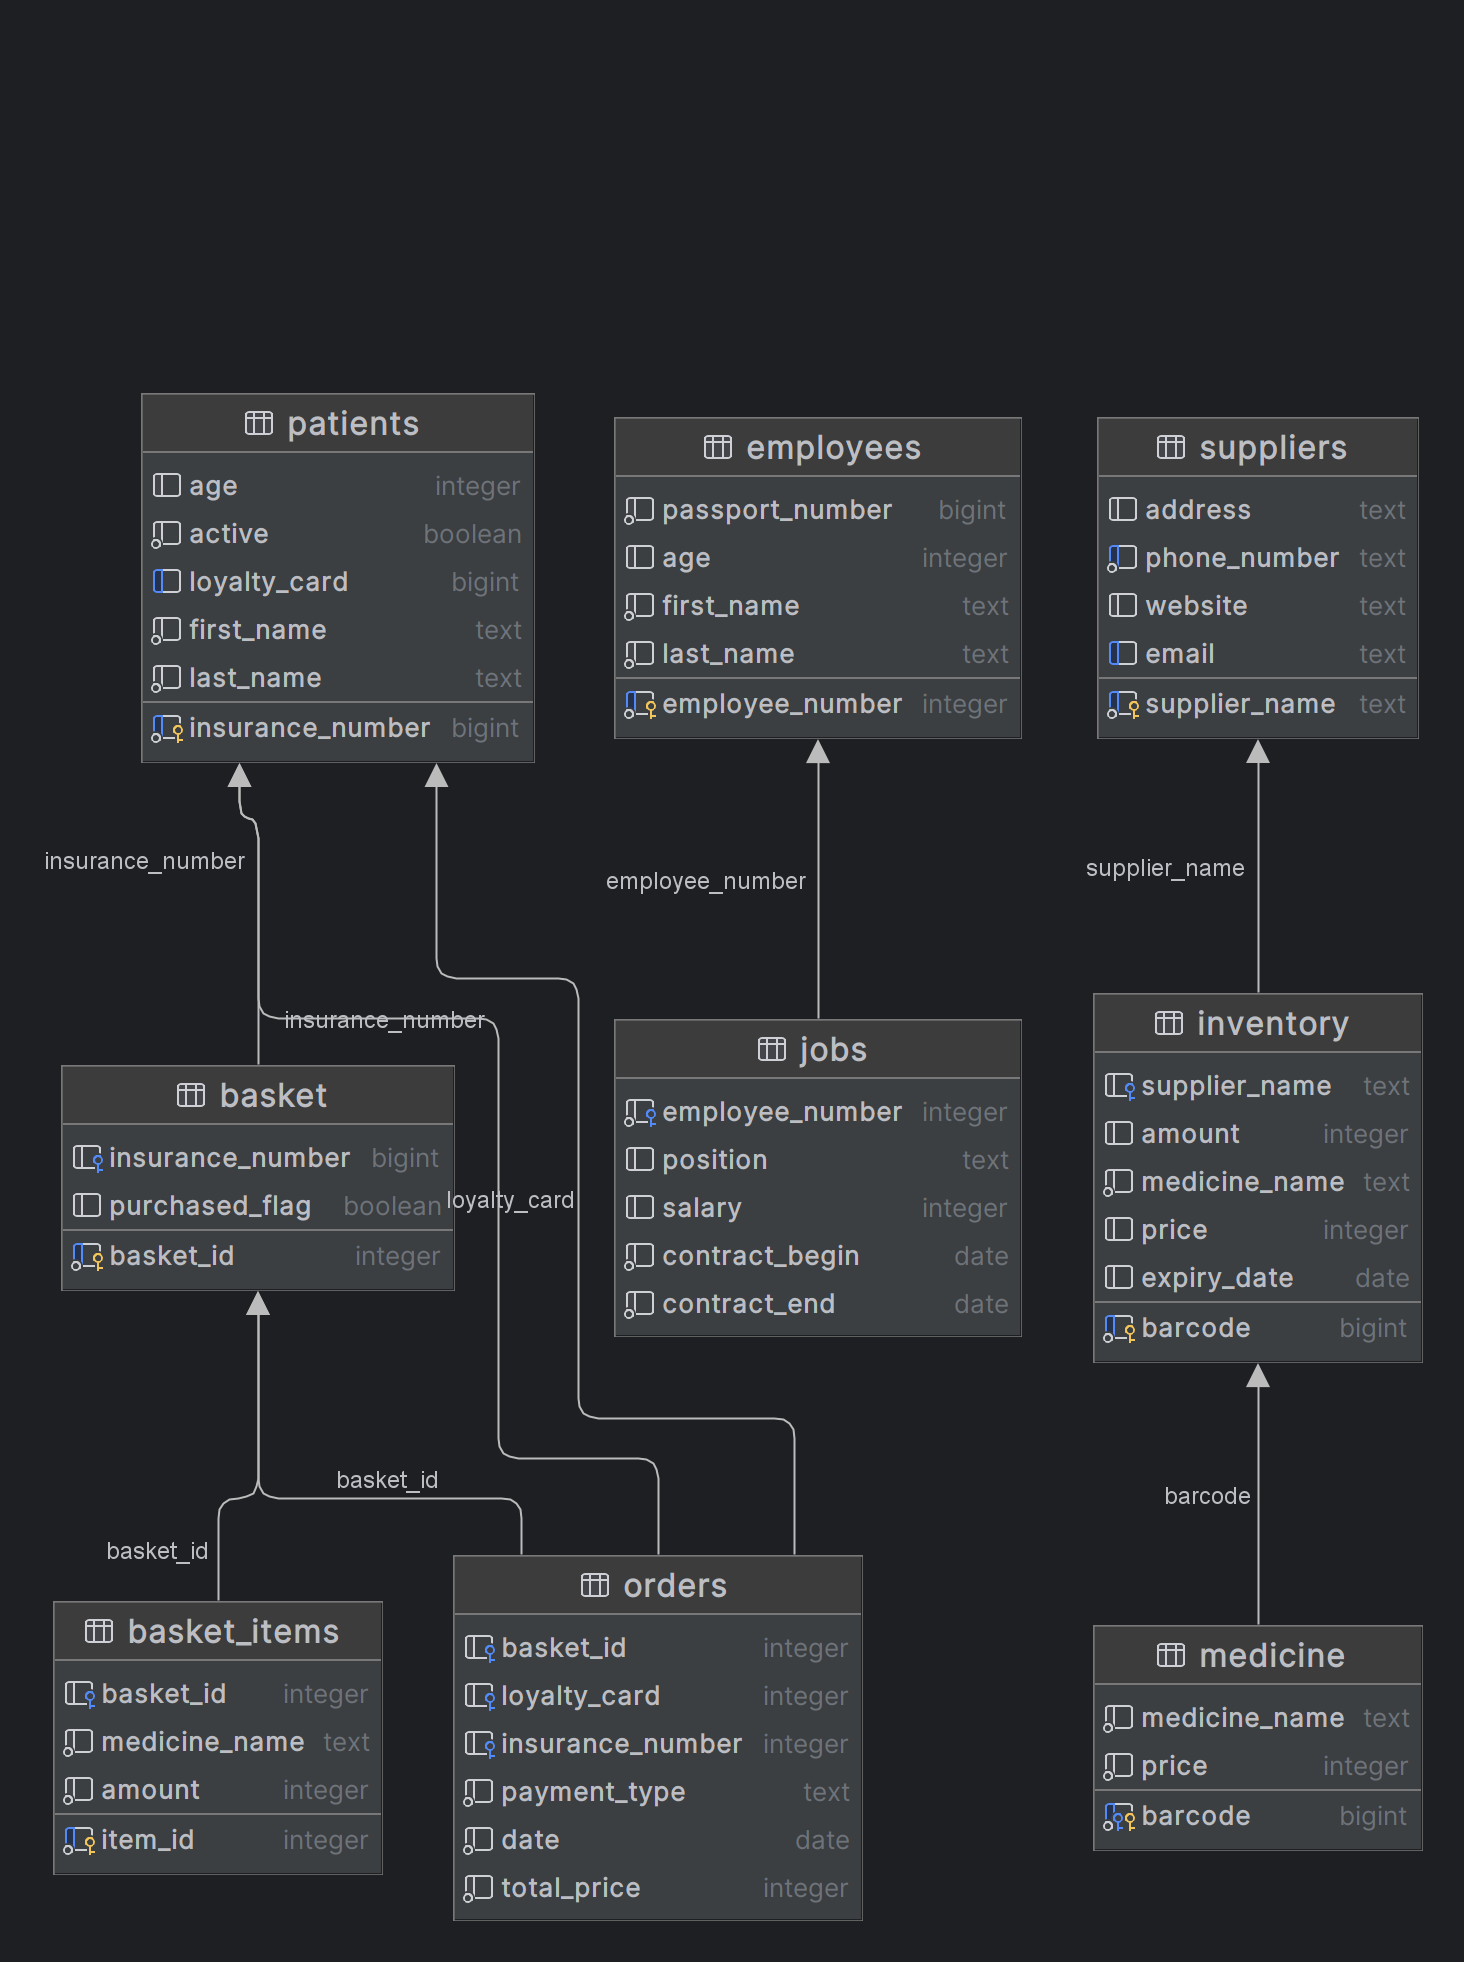 patients
age integer
active boolean
loyalty_card bigint
first_name text
last_name text
insurance_number bigint
employees
passport_number bigint
age integer
first_name text
last_name text
employee_number integer
suppliers
address text
phone_number text
website text
email text
supplier_name text
insurance_number
employee_number
supplier_name
insurance_number
basket
insurance_number bigint
purchased_flag boolean
basket_id integer
loyalty_card
jobs
employee_number integer
position text
salary integer
contract_begin date
contract_end date
inventory
supplier_name text
amount integer
medicine_name text
price integer
expiry_date date
barcode bigint
basket_id
basket_id
barcode
basket_items
basket_id integer
medicine_name text
amount integer
item_id integer
orders
basket_id integer
loyalty_card integer
insurance_number integer
payment_type text
date date
total_price integer
medicine
medicine_name text
price integer
barcode bigint